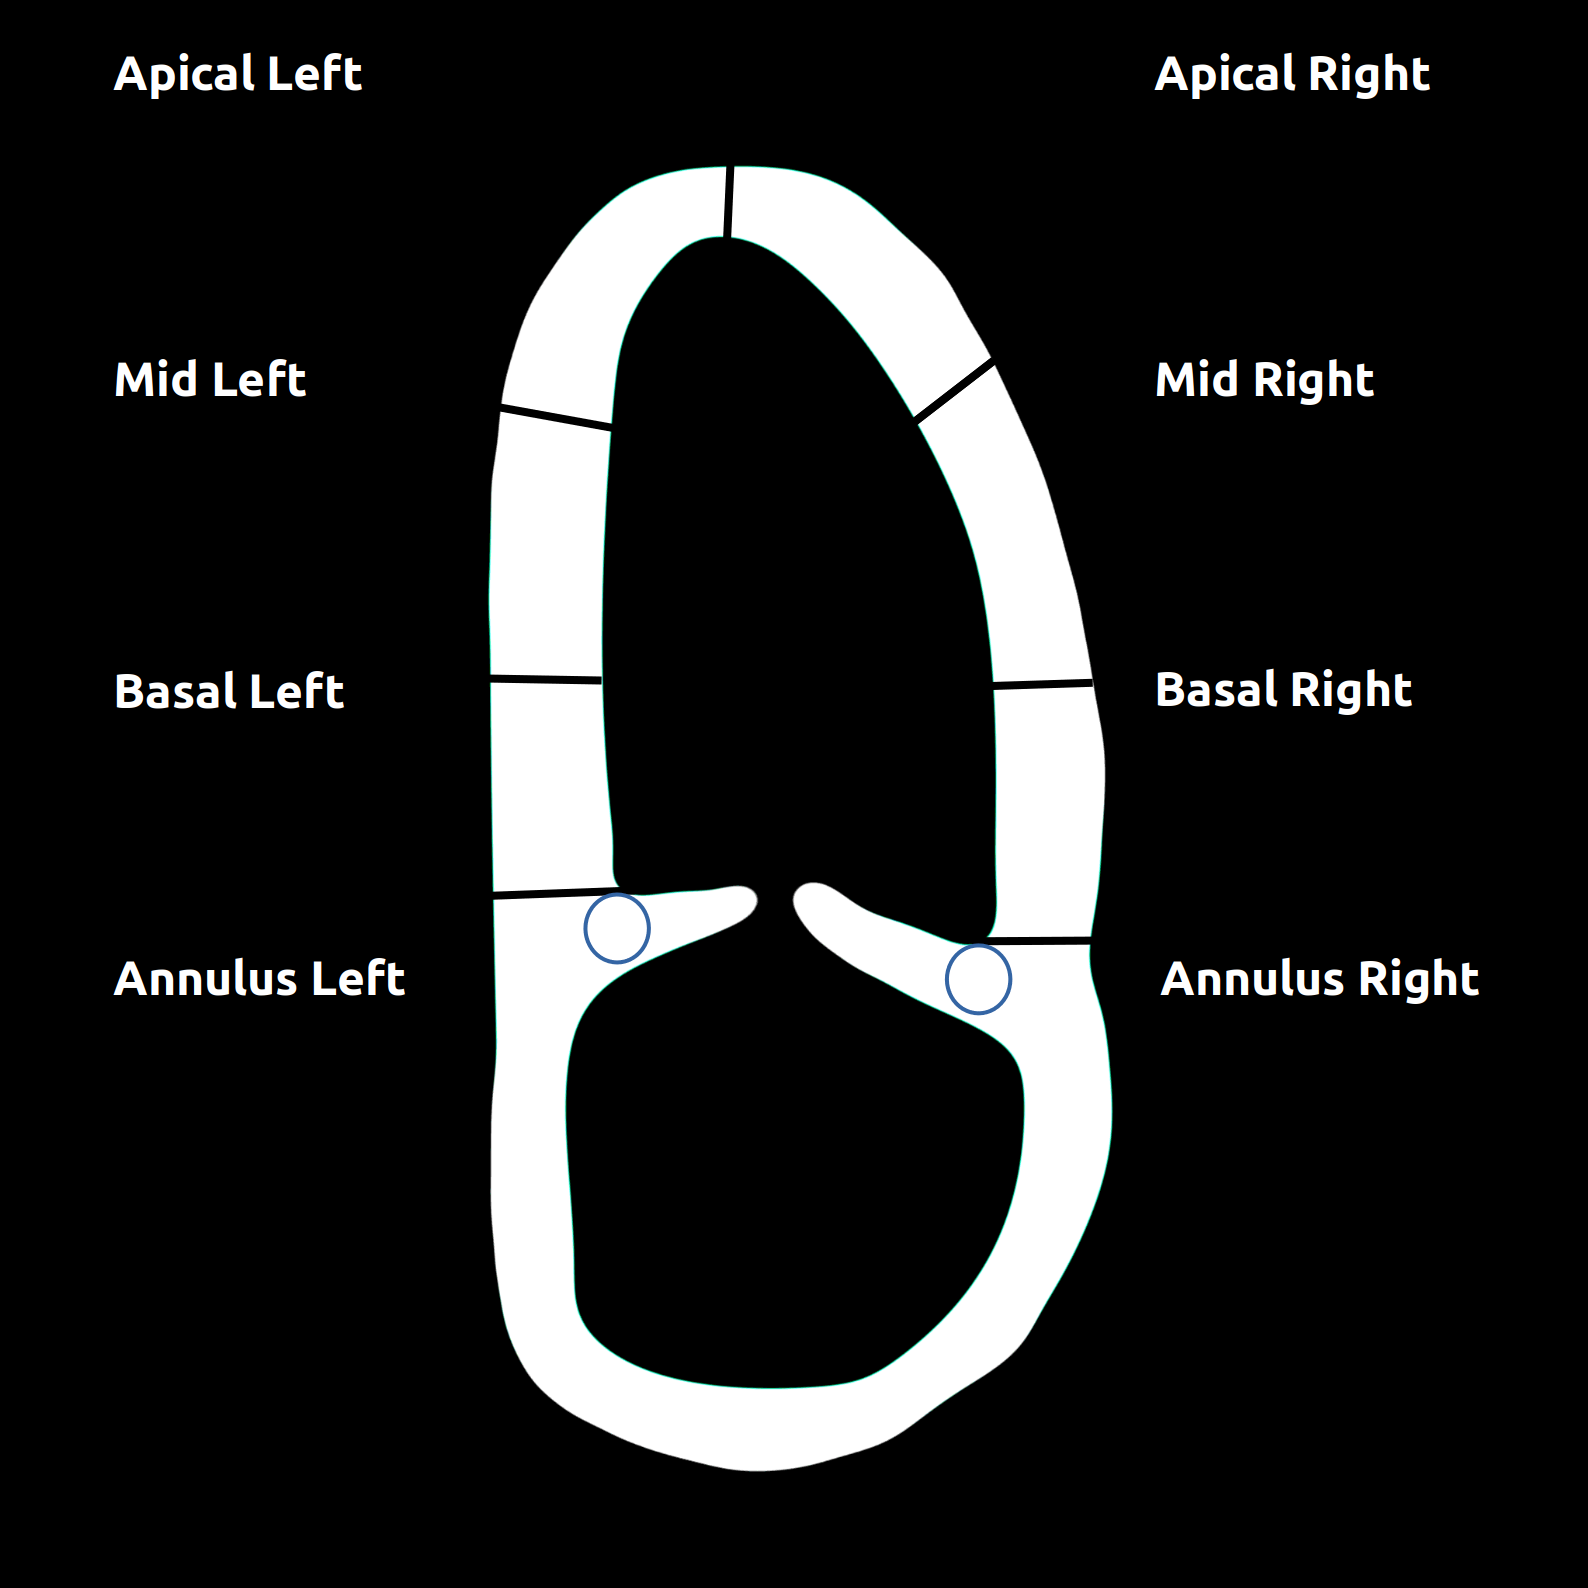 Apical Left
Apical Right
Mid Left
Mid Right
Basal Left
Basal Right
Annulus Left
Annulus Right